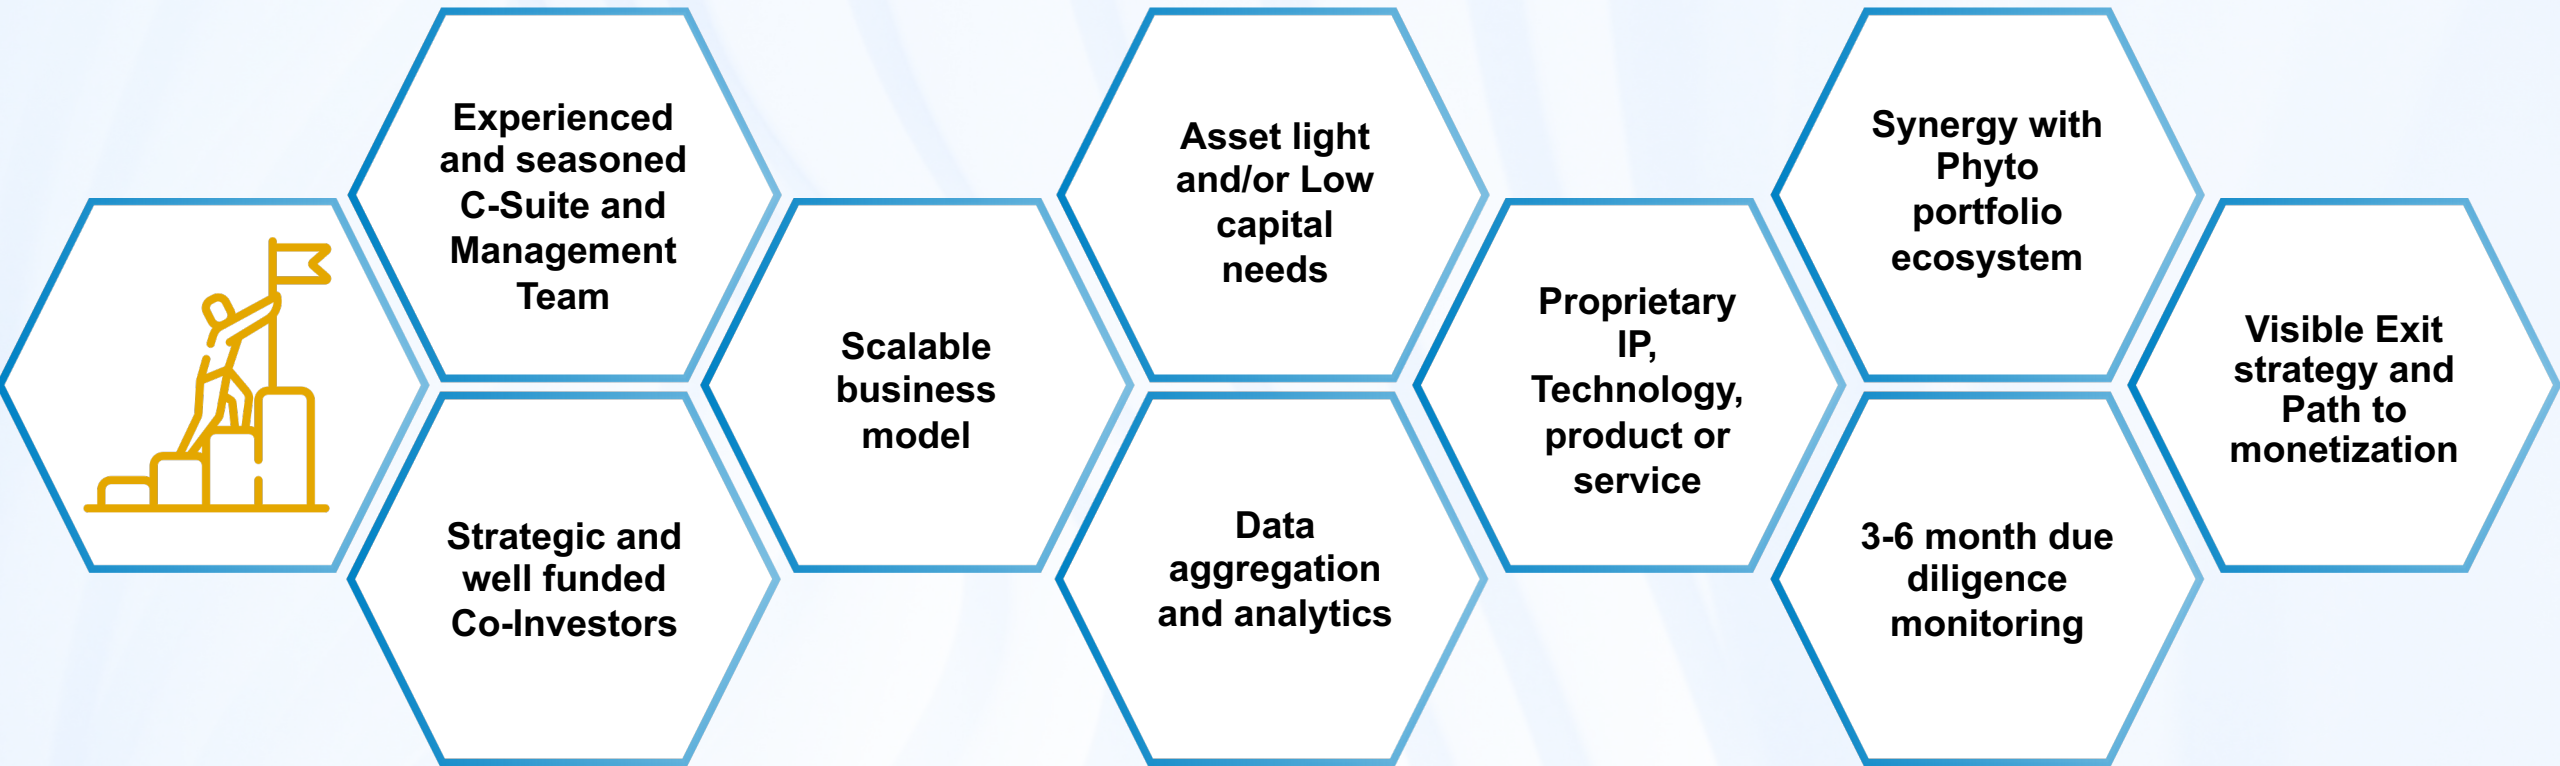 Experienced
and seasoned
C-Suite and
Management
Team
Strategic and
well funded
Co-Investors
Scalable
business
model
Asset light
and/or Low
capital
needs
Data
aggregation
and analytics
Proprietary
IP,
Technology,
product or
service
Synergy with
Phyto
portfolio
ecosystem
3-6 month due
diligence
monitoring
Visible Exit
strategy and
Path to
monetization